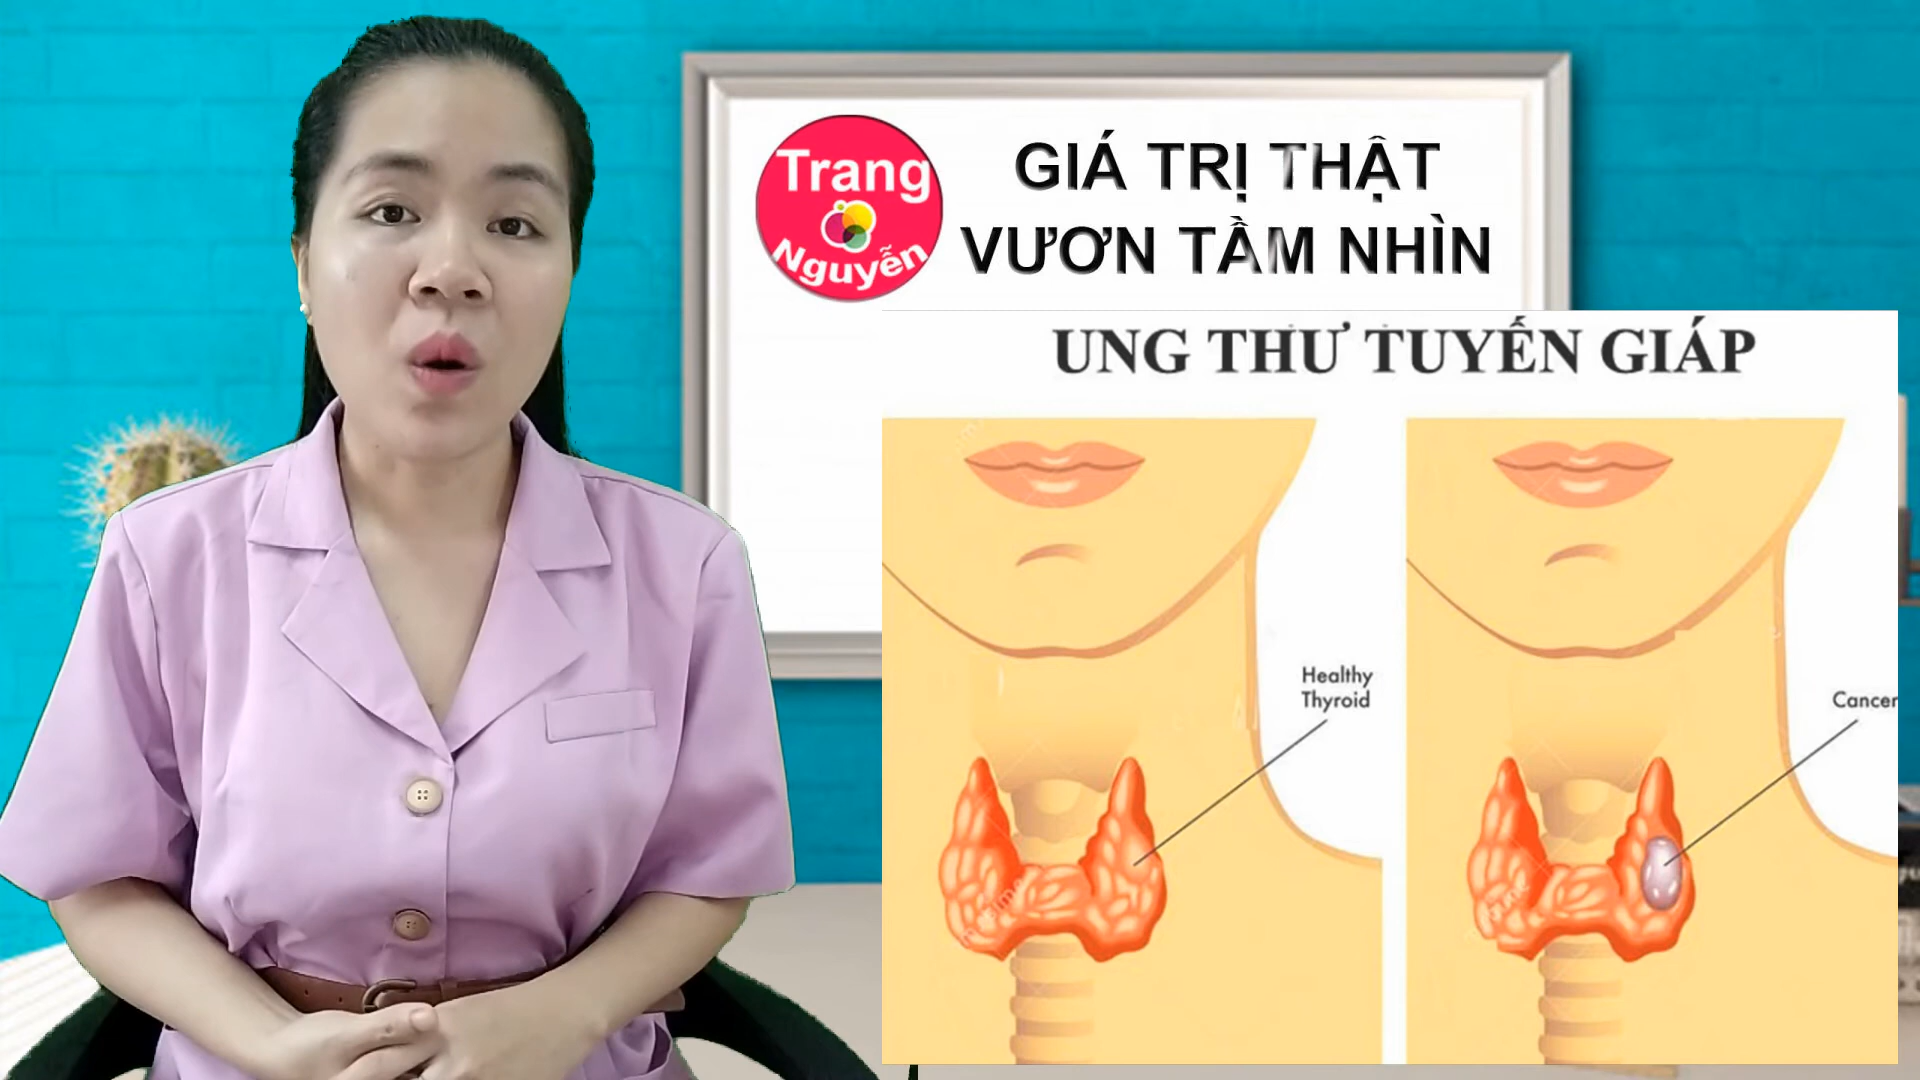 Trang
Nguyễn
GIÁ TRỊ THẬT
VƯƠN TẦM NHÌN
UNG THƯ TUYẾN GIÁP
Healthy
Thyroid
Cancer